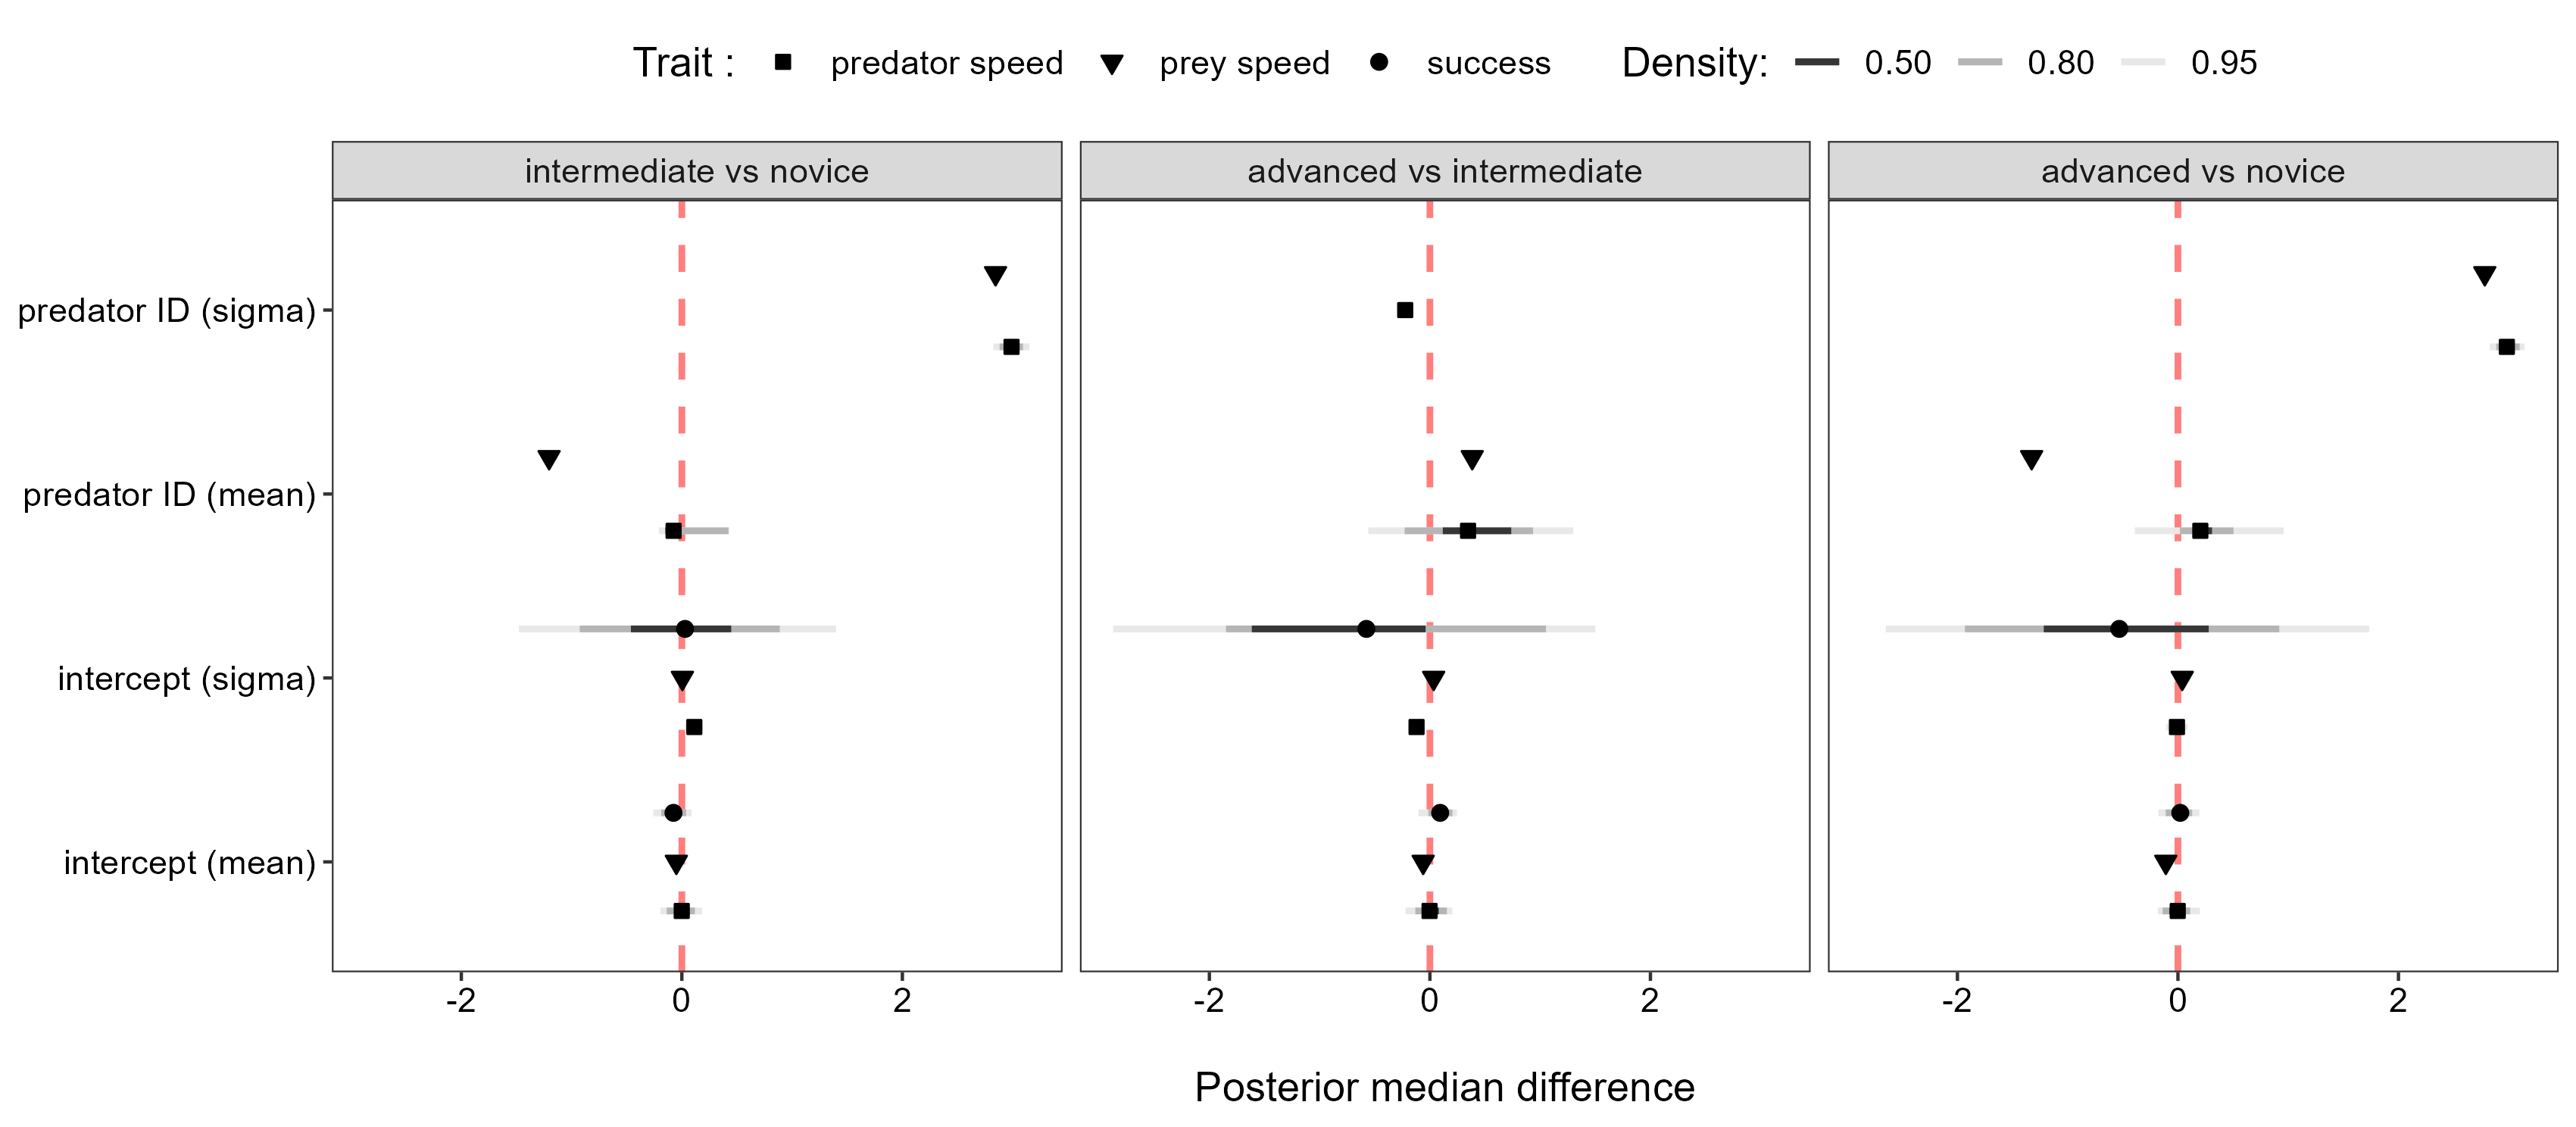 Trait : predator speed prey speed success Density: 0.50 0.80 0.95
intermediate vs novice advanced vs intermediate advanced vs novice
predator ID (sigma)
predator ID (mean)
intercept (sigma)
intercept (mean)
-2 0 2 -2 0 2 -2 0 2
Posterior median difference